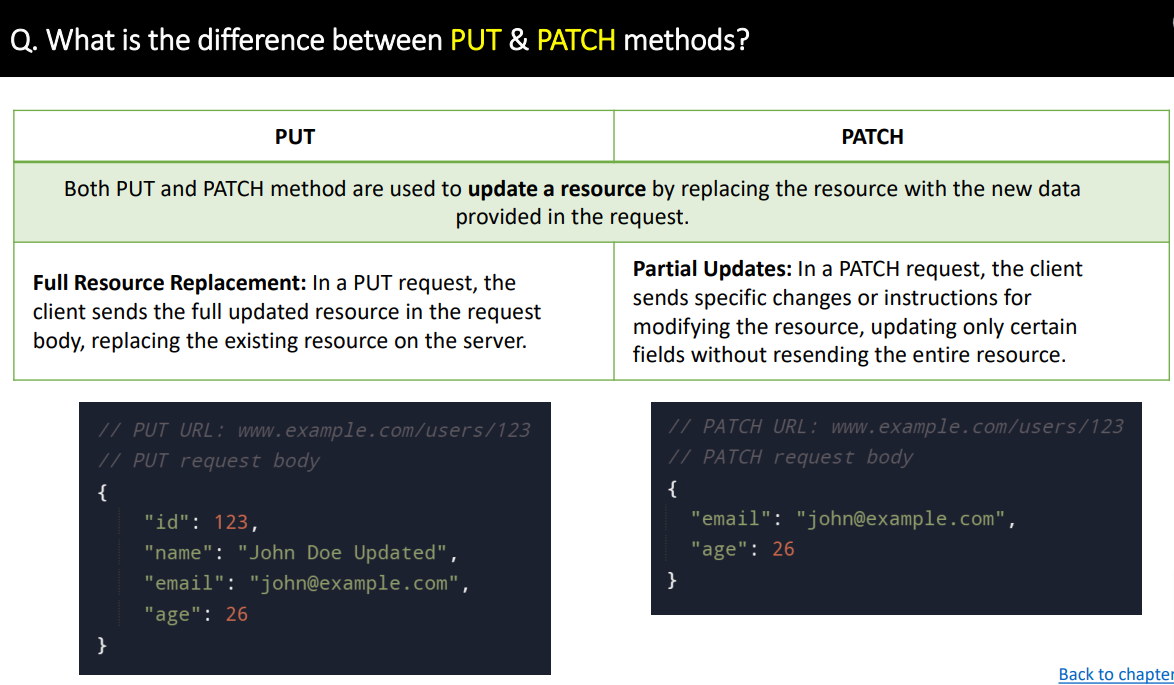 Q. What is the difference between PUT & PATCH methods?
PUT
PATCH
Both PUT and PATCH method are used to update a resource by replacing the resource with the new data
provided in the request.
Full Resource Replacement: In a PUT request, the
client sends the full updated resource in the request
body, replacing the existing resource on the server.
Partial Updates: In a PATCH request, the client
sends specific changes or instructions for
modifying the resource, updating only certain
fields without resending the entire resource.
// PUT URL: www.example.com/users/123
// PUT request body
{
"id": 123,
"name": "John Doe Updated",
"email": "john@example.com",
"age": 26
}
// PATCH URL: www.example.com/users/123
// PATCH request body
{
"email": "john@example.com",
"age": 26
}
Back to chapter